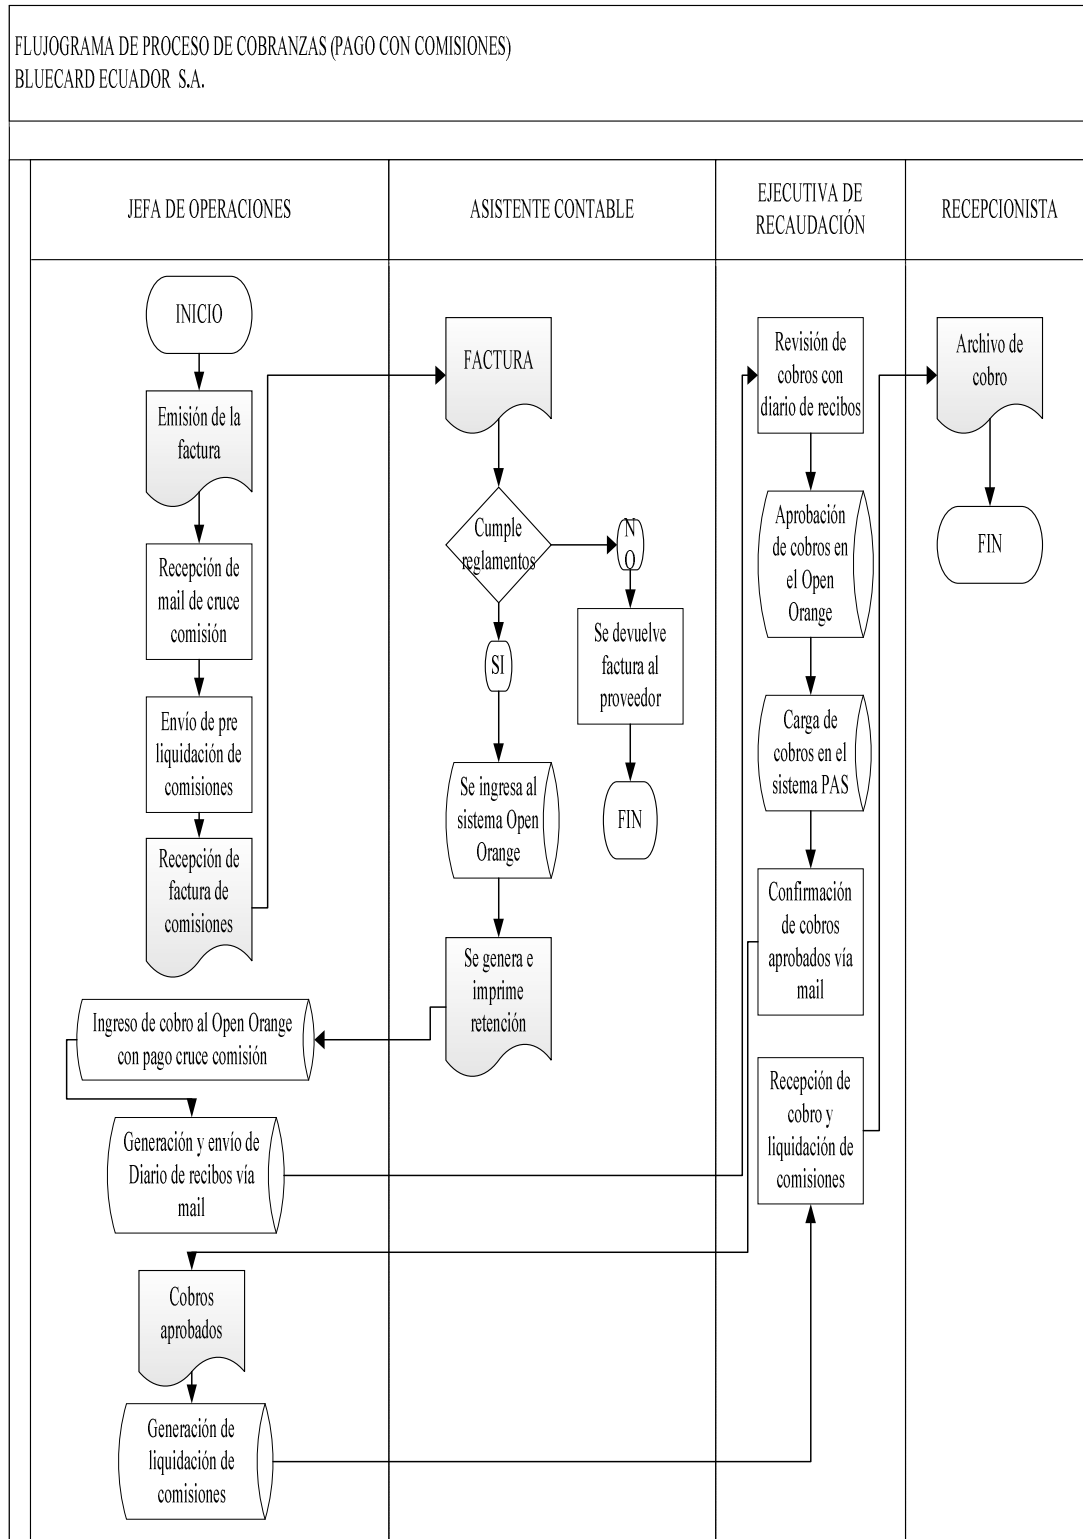 FLUJOGRAMA DE PROCESO DE COBRANZAS (PAGO CON COMISIONES)
BLUECARD ECUADOR S.A.
JEFA DE OPERACIONES
ASISTENTE CONTABLE
EJECUTIVA DE
RECAUDACIÓN
RECEPCIONISTA
INICIO
Emisión de la
factura
Recepción de
mail de cruce
comisión
Envío de pre
liquidación de
comisiones
Recepción de
factura de
comisiones
Ingreso de cobro al Open Orange
con pago cruce comisión
Generación y envío de
Diario de recibos vía
mail
Cobros
aprobados
Generación de
liquidación de
comisiones
FACTURA
Cumple
reglamentos
N
O
SI
Se devuelve
factura al
proveedor
FIN
Se ingresa al
sistema Open
Orange
Se genera e
imprime
retención
Revisión de
cobros con
diario de recibos
Aprobación
de cobros en
el Open
Orange
Carga de
cobros en el
sistema PAS
Confirmación
de cobros
aprobados vía
mail
Recepción de
cobro y
liquidación de
comisiones
Archivo de
cobro
FIN